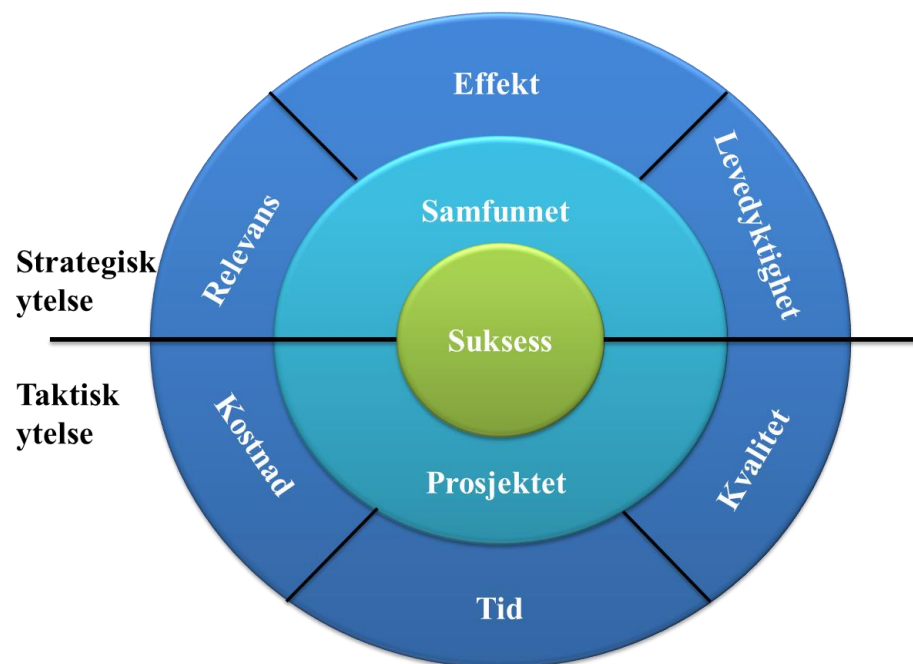 Effekt
Relevans
Levedyktighet
Samfunnet
Strategisk
ytelse
Suksess
Taktisk
ytelse
Kostnad
Kvalitet
Prosjektet
Tid